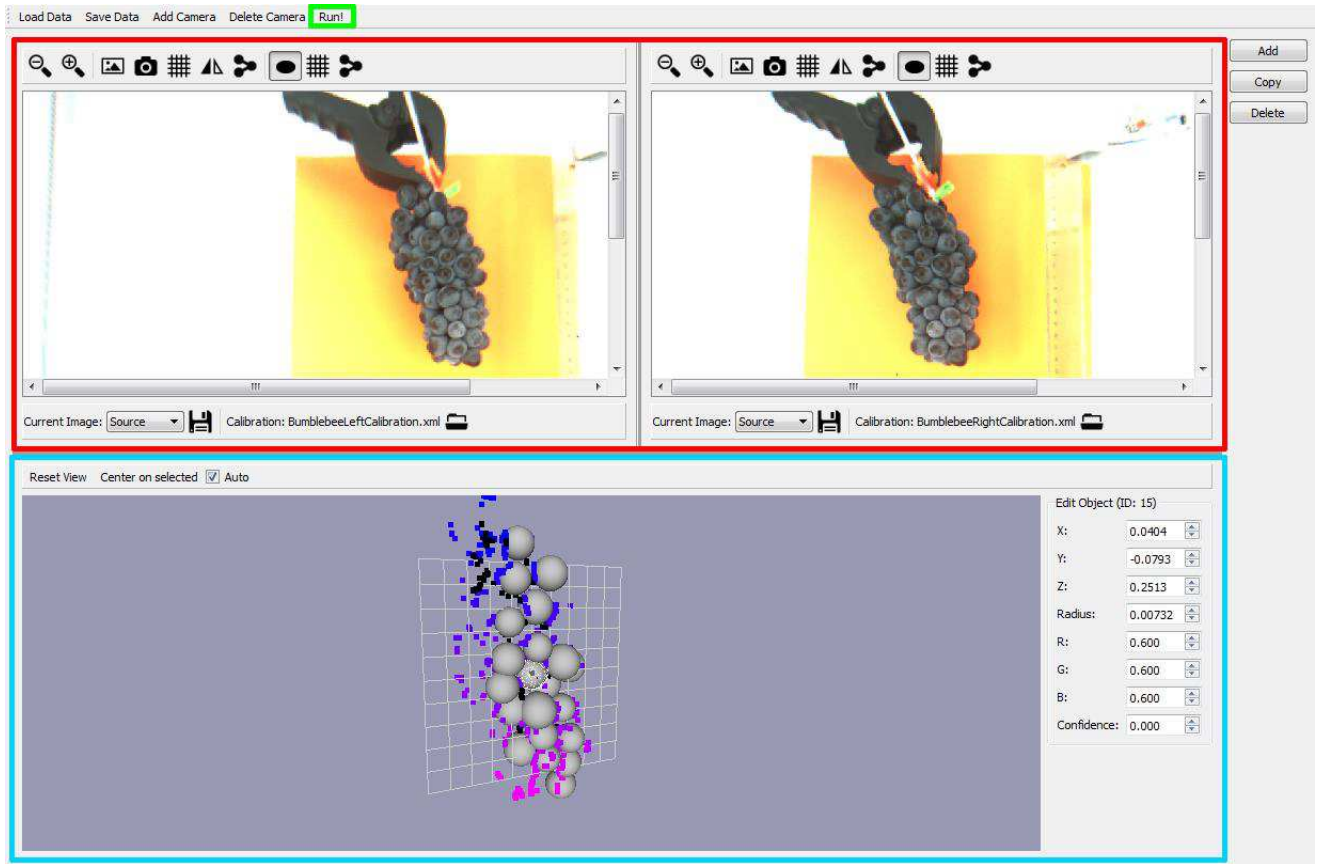 Load Data Save Data Add Camera Delete Camera Run!
Add
Copy
Delete
Current Image: Source Calibration: BumblebeeLeftCalibration.xml
Current Image: Source Calibration: BumblebeeRightCalibration.xml
Reset View Center on selected Auto
Edit Object (ID: 15)
X: 0.0404
Y: -0.0793
Z: 0.2513
Radius: 0.00732
R: 0.600
G: 0.600
B: 0.600
Confidence: 0.000